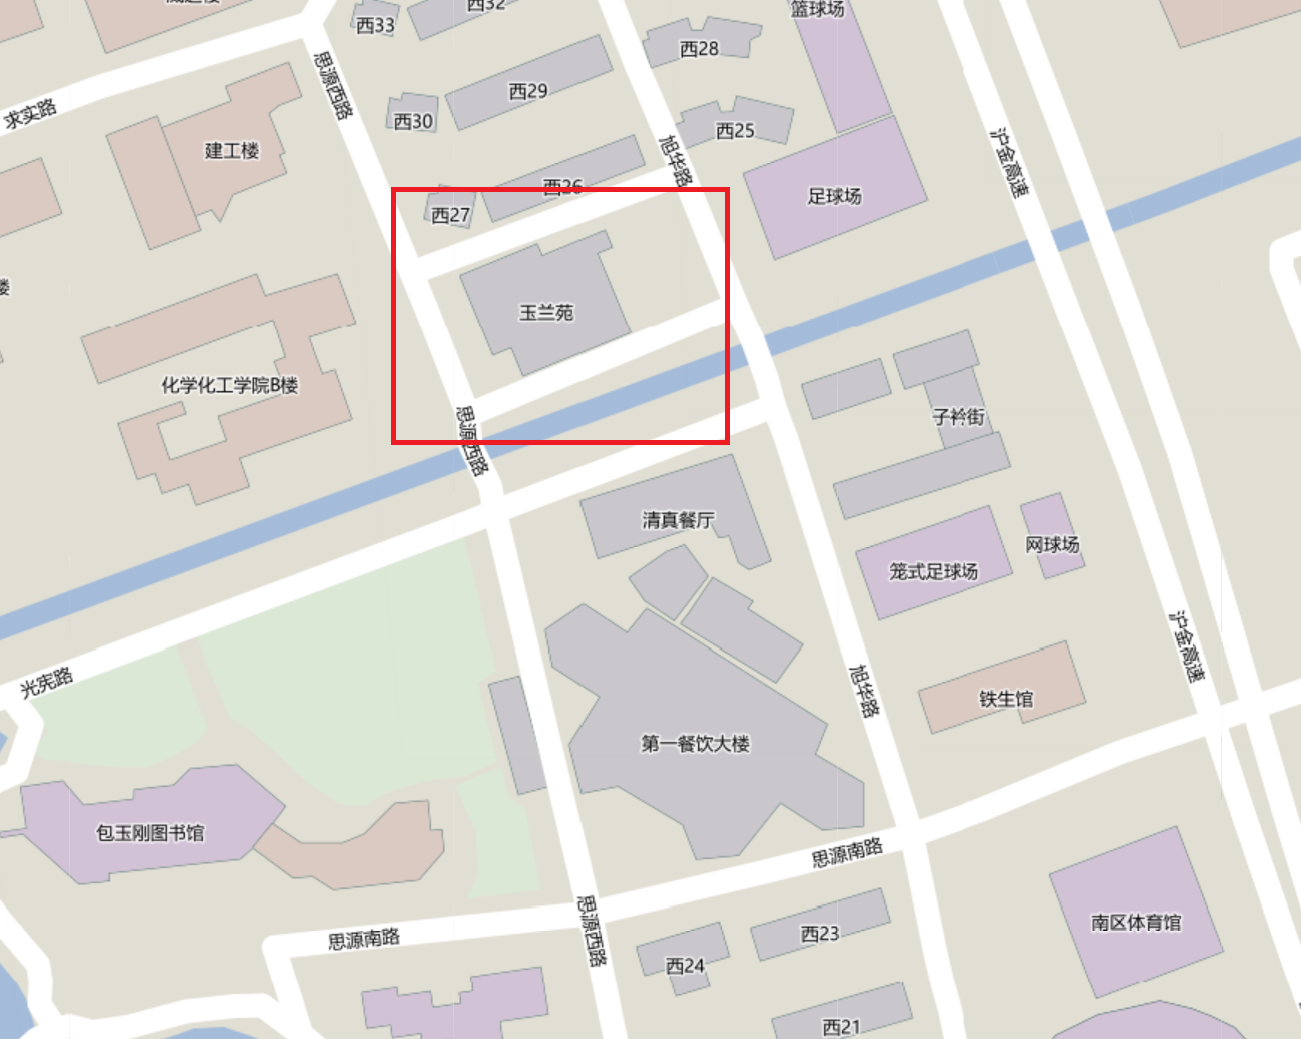 西32
篮球场
西33
西28
思源西路
西29
求实路
西30
西25
建工楼
旭华路
沪金高速
西26
足球场
西27
楼
玉兰苑
化学化工学院B楼
子衿街
思源西路
清真餐厅
网球场
笼式足球场
沪金高速
光宪路
旭华路
铁生馆
第一餐饮大楼
包玉刚图书馆
思源南路
南区体育馆
思源西路
思源南路
西23
西24
西21